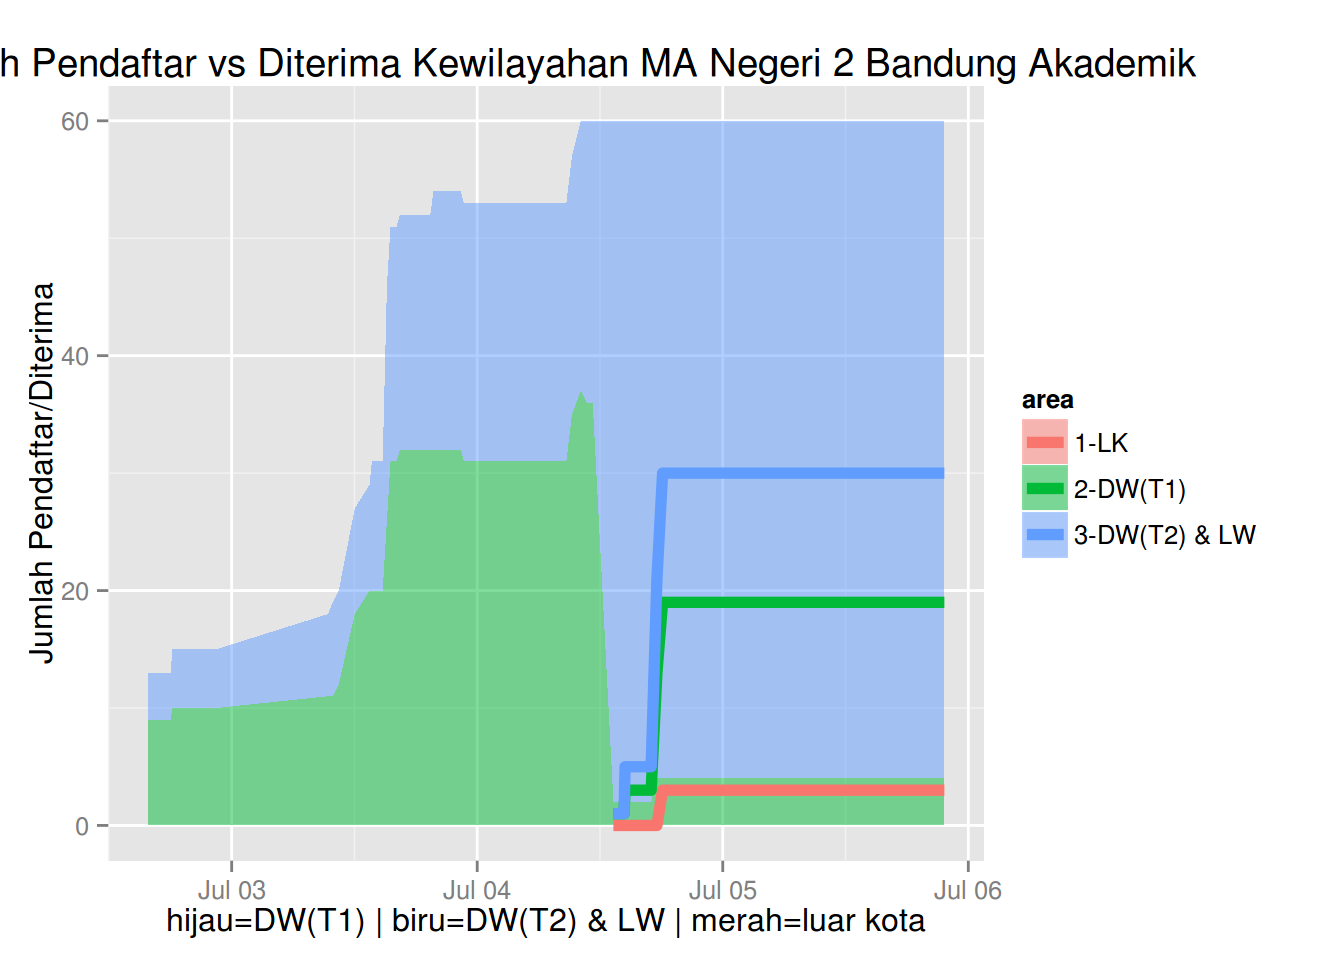 h Pendaftar vs Diterima Kewilayahan MA Negeri 2 Bandung Akademik
60
40
20
0
Jumlah Pendaftar/Diterima
Jul 03
Jul 04
Jul 05
Jul 06
hijau=DW(T1) | biru=DW(T2) & LW | merah=luar kota
area
1-LK
2-DW(T1)
3-DW(T2) & LW